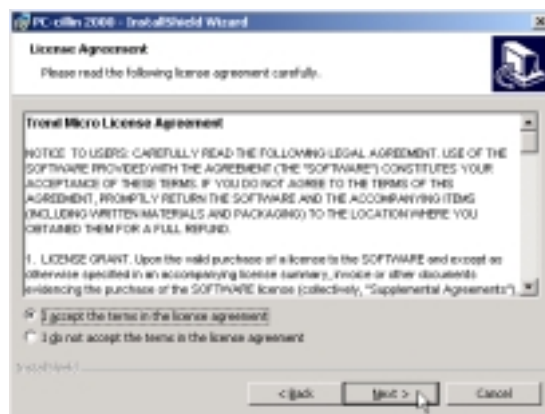 PC-cillin 2000 - InstallShield Wizard
License Agreement
Please read the following license agreement carefully.
Trend Micro License Agreement
NOTICE TO USERS: CAREFULLY READ THE FOLLOWING LEGAL AGREEMENT. USE OF THE
SOFTWARE PROVIDED WITH THE AGREEMENT (THE "SOFTWARE") CONSTITUTES YOUR
ACCEPTANCE OF THESE TERMS. IF YOU DO NOT AGREE TO THE TERMS OF THIS
AGREEMENT, PROMPTLY RETURN THE SOFTWARE AND THE ACCOMPANYING ITEMS
(INCLUDING WRITTEN MATERIALS AND PACKAGING) TO THE LOCATION WHERE YOU
OBTAINED THEM FOR A FULL REFUND.
1. LICENSE GRANT. Upon the valid purchase of a license to the SOFTWARE and except as
otherwise specified in an accompanying license summary, invoice or other documents
evidencing the purchase of the SOFTWARE license (collectively, "Supplemental Agreements"),
I accept the terms in the license agreement
I do not accept the terms in the license agreement
InstallShield
< Back
Next >
Cancel